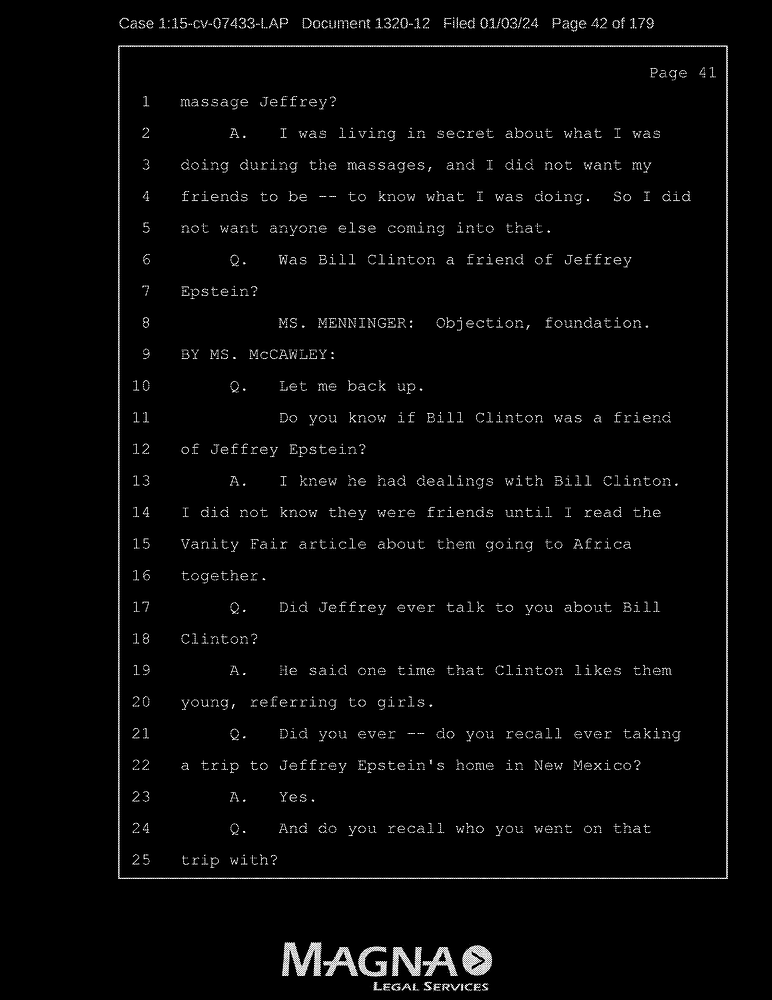 Case 1:15-cv-07433-LAP Document 1320-12 Filed 01/03/24 Page 42 of 179
Page 41
1 massage Jeffrey?
2 A. I was living in secret about what I was
3 doing during the massages, and I did not want my
4 friends to be -- to know what I was doing. So I did
5 not want anyone else coming into that.
6 Q. Was Bill Clinton a friend of Jeffrey
7 Epstein?
8 MS. MENNINGER: Objection, foundation.
9 BY MS. McCAWLEY:
10 Q. Let me back up.
11 Do you know if Bill Clinton was a friend
12 of Jeffrey Epstein?
13 A. I knew he had dealings with Bill Clinton.
14 I did not know they were friends until I read the
15 Vanity Fair article about them going to Africa
16 together.
17 Q. Did Jeffrey ever talk to you about Bill
18 Clinton?
19 A. He said one time that Clinton likes them
20 young, referring to girls.
21 Q. Did you ever -- do you recall ever taking
22 a trip to Jeffrey Epstein's home in New Mexico?
23 A. Yes.
24 Q. And do you recall who you went on that
25 trip with?
MAGNA
LEGAL SERVICES